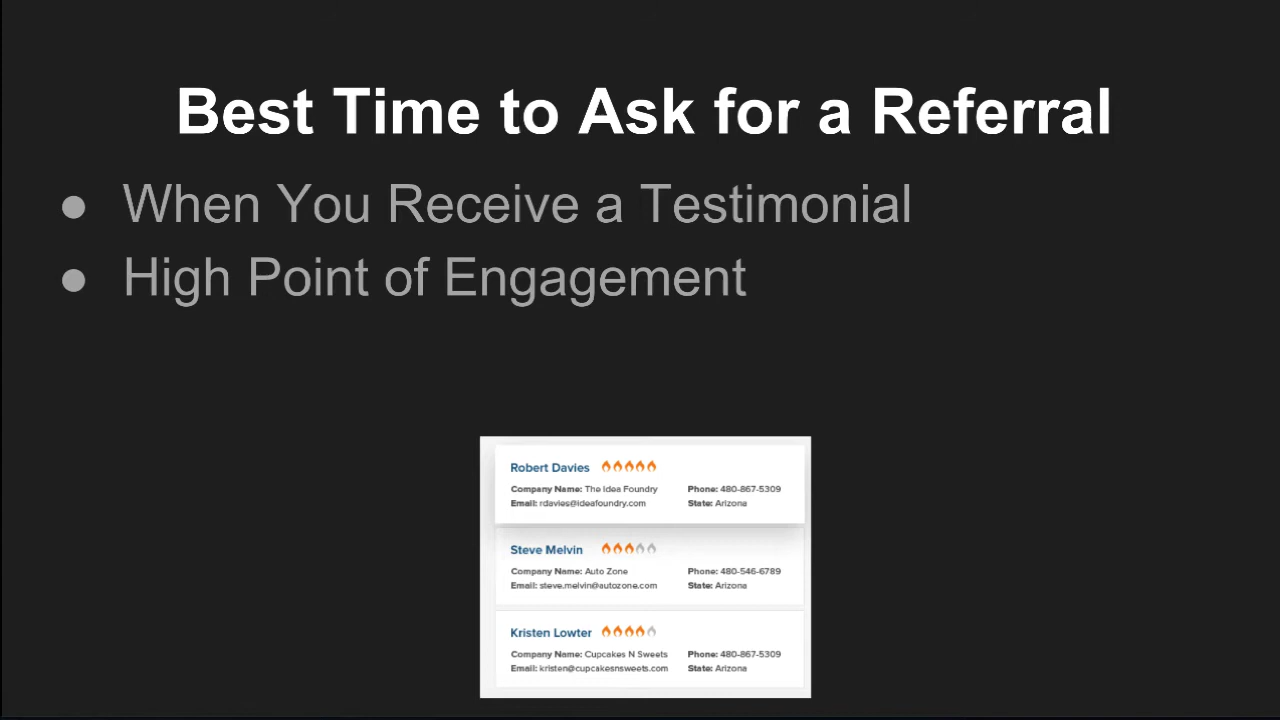 Best Time to Ask for a Referral
● When You Receive a Testimonial
● High Point of Engagement
Robert Davies
Company Name: The Idea Foundry Phone: 480-867-5309
Email: rdavies@ideafoundry.com State: Arizona
Steve Melvin
Company Name: Auto Zone Phone: 480-546-6789
Email: steve.melvin@autozone.com State: Arizona
Kristen Lowter
Company Name: Cupcakes N Sweets Phone: 480-867-5309
Email: kristen@cupcakesnsweets.com State: Arizona